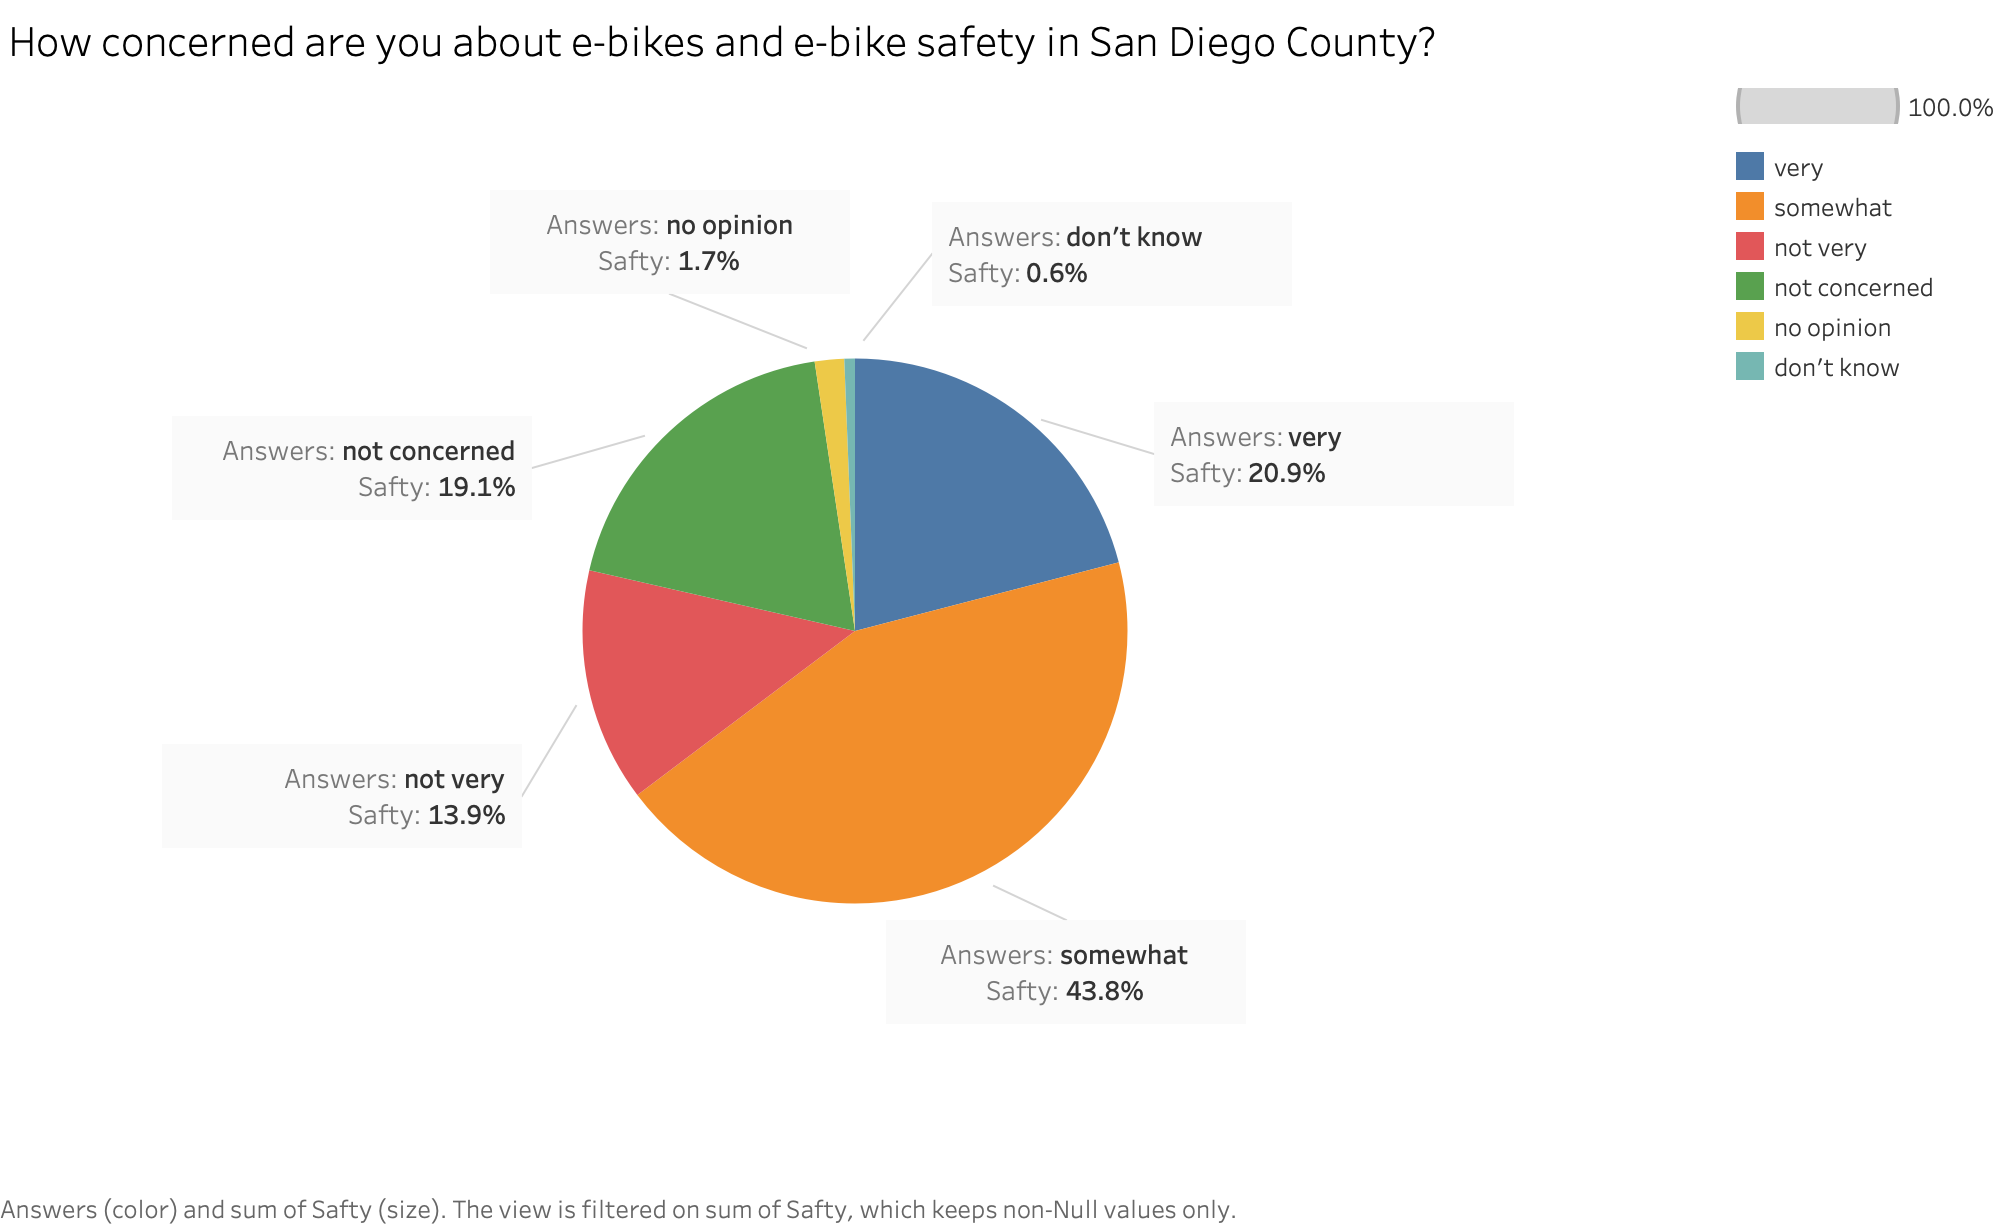 How concerned are you about e-bikes and e-bike safety in San Diego County?
100.0%
very
somewhat
not very
not concerned
no opinion
don’t know
Answers: no opinion
Safty: 1.7%
Answers: don’t know
Safty: 0.6%
Answers: not concerned
Safty: 19.1%
Answers: very
Safty: 20.9%
Answers: not very
Safty: 13.9%
Answers: somewhat
Safty: 43.8%
Answers (color) and sum of Safty (size). The view is filtered on sum of Safty, which keeps non-Null values only.